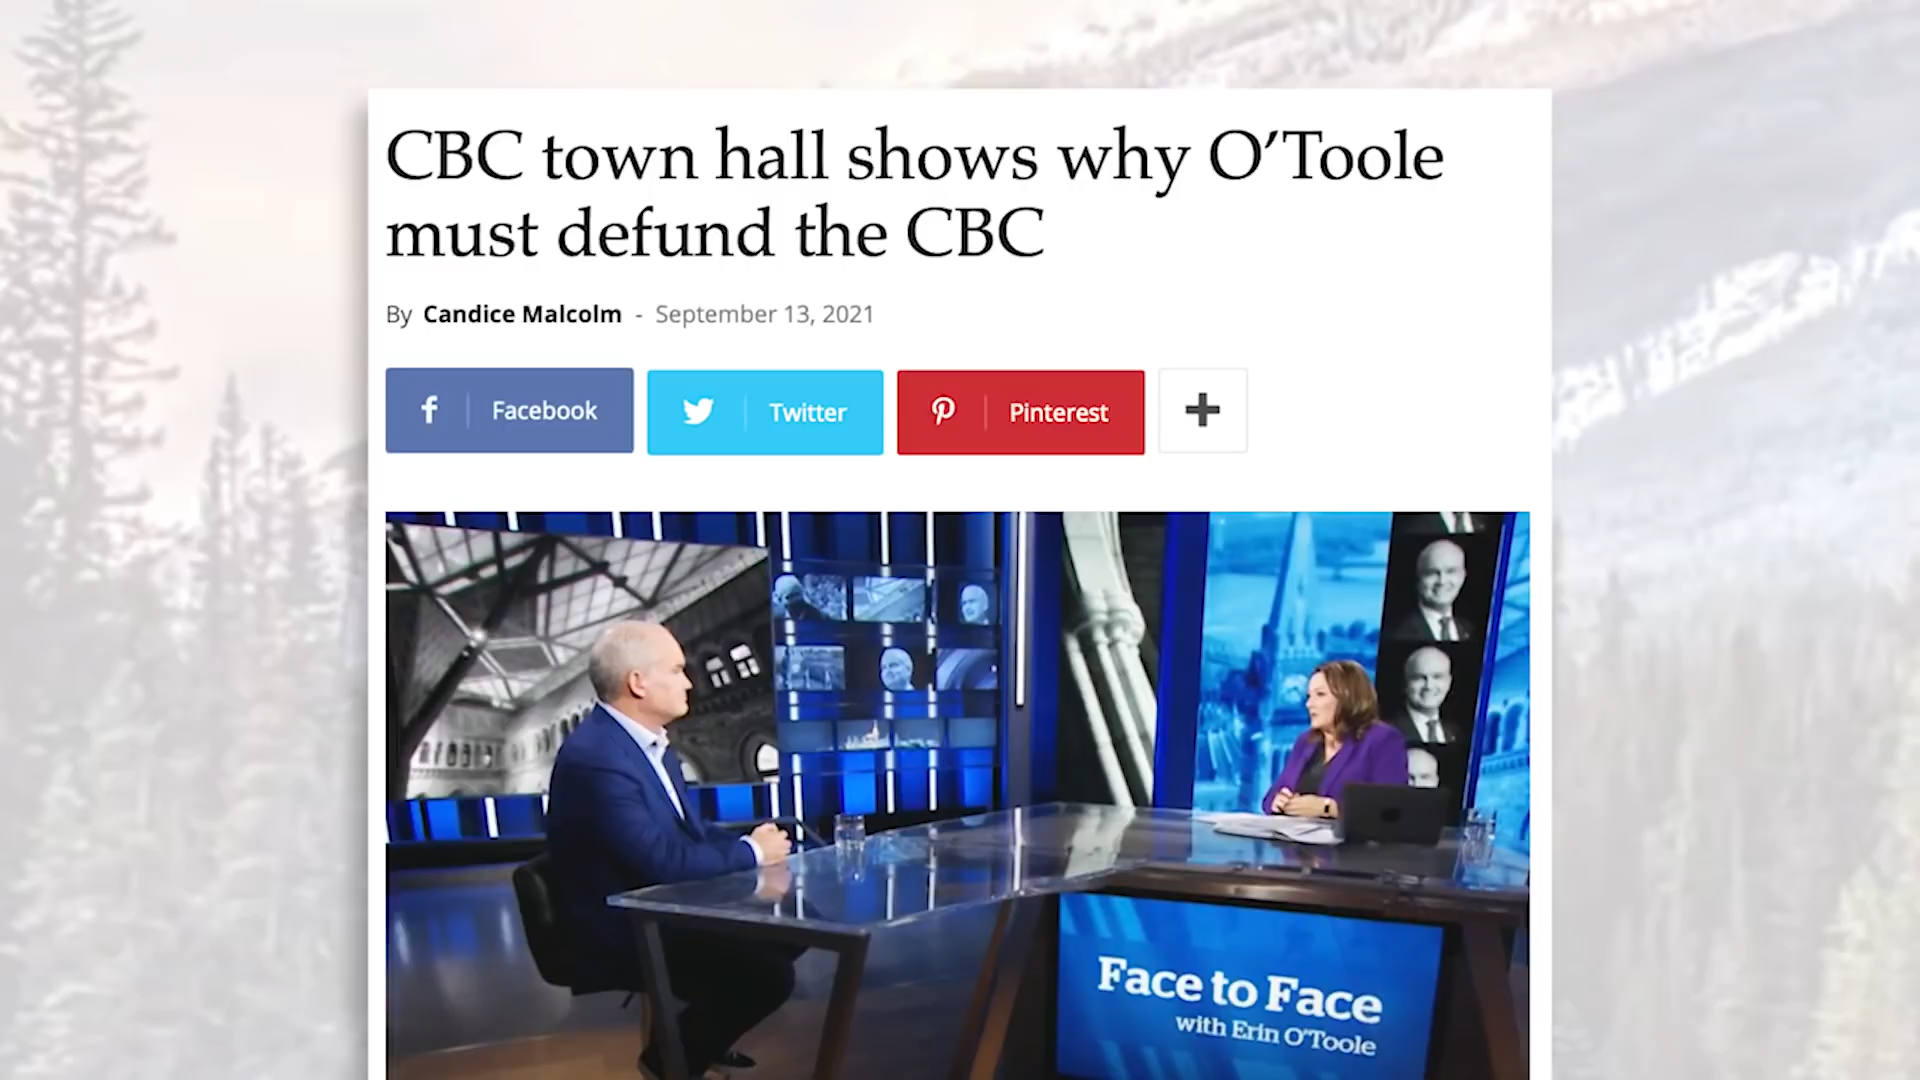 CBC town hall shows why O’Toole
must defund the CBC
By Candice Malcolm - September 13, 2021
Facebook
Twitter
Pinterest
Face to Face
with Erin O'Toole